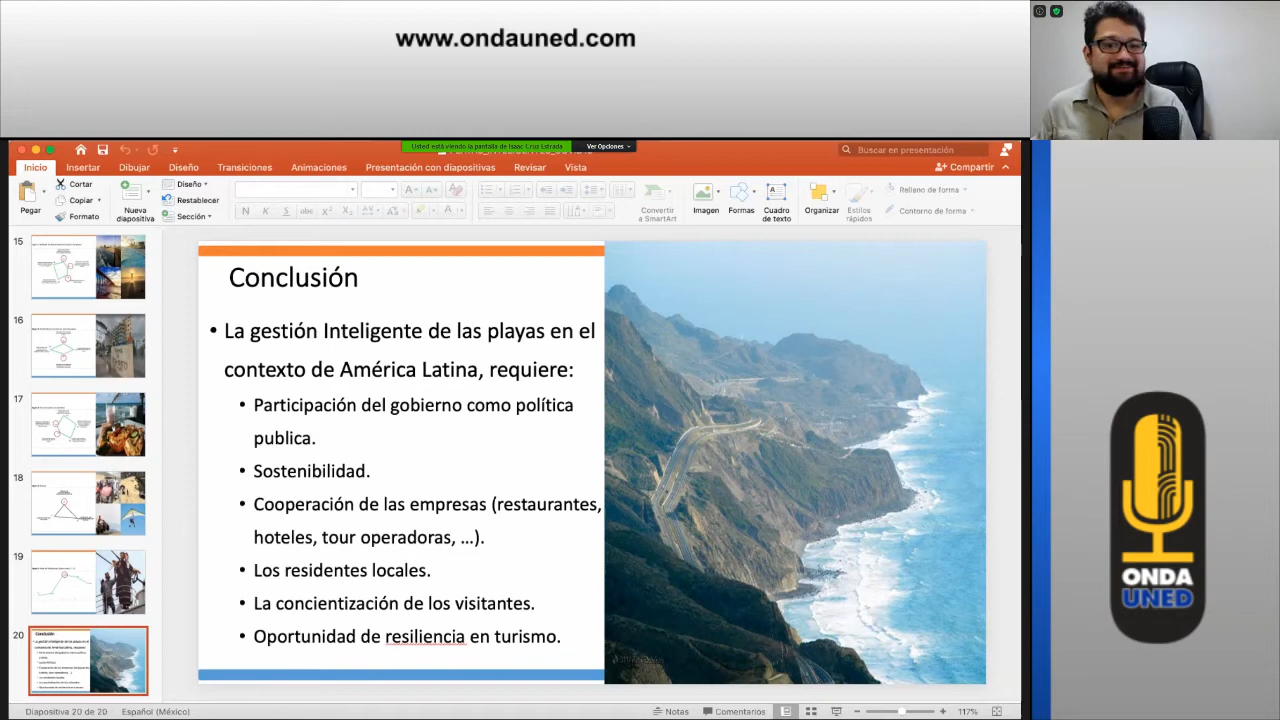 www.ondauned.com
Usted está viendo la pantalla de Isaac Cruz Estrada
Ver Opciones
Buscar en presentación
Inicio
Insertar
Dibujar
Diseño
Transiciones
Animaciones
Presentación con diapositivas
Revisar
Vista
Compartir
Pegar
Cortar
Copiar
Formato
Nueva
diapositiva
Diseño
Restablecer
Sección
Convertir
a SmartArt
Imagen
Formas
Cuadro
de texto
Organizar
Estilos
rápidos
Relleno de forma
Contorno de forma
15
16
17
18
19
20
Conclusión
• La gestión Inteligente de las playas en el
contexto de América Latina, requiere:
• Participación del gobierno como política
publica.
• Sostenibilidad.
• Cooperación de las empresas (restaurantes,
hoteles, tour operadoras, …).
• Los residentes locales.
• La concientización de los visitantes.
• Oportunidad de resiliencia en turismo.
ONDA
UNED
Diapositiva 20 de 20
Español (México)
Notas
Comentarios
117%